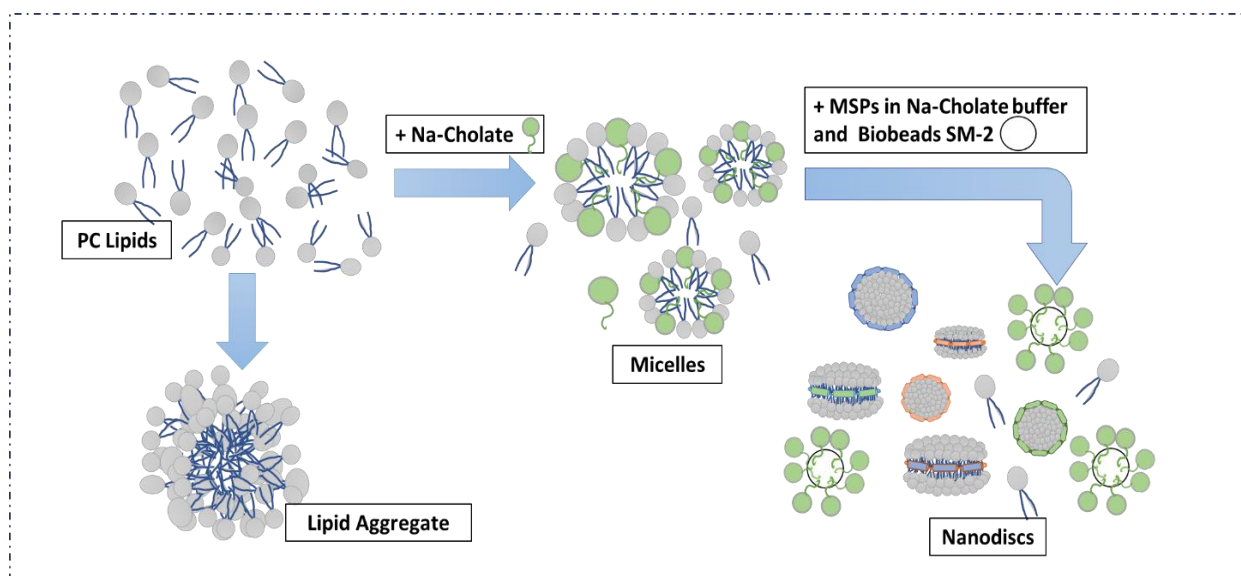 PC Lipids
+ Na-Cholate
+ MSPs in Na-Cholate buffer
and Biobeads SM-2
Micelles
Lipid Aggregate
Nanodiscs